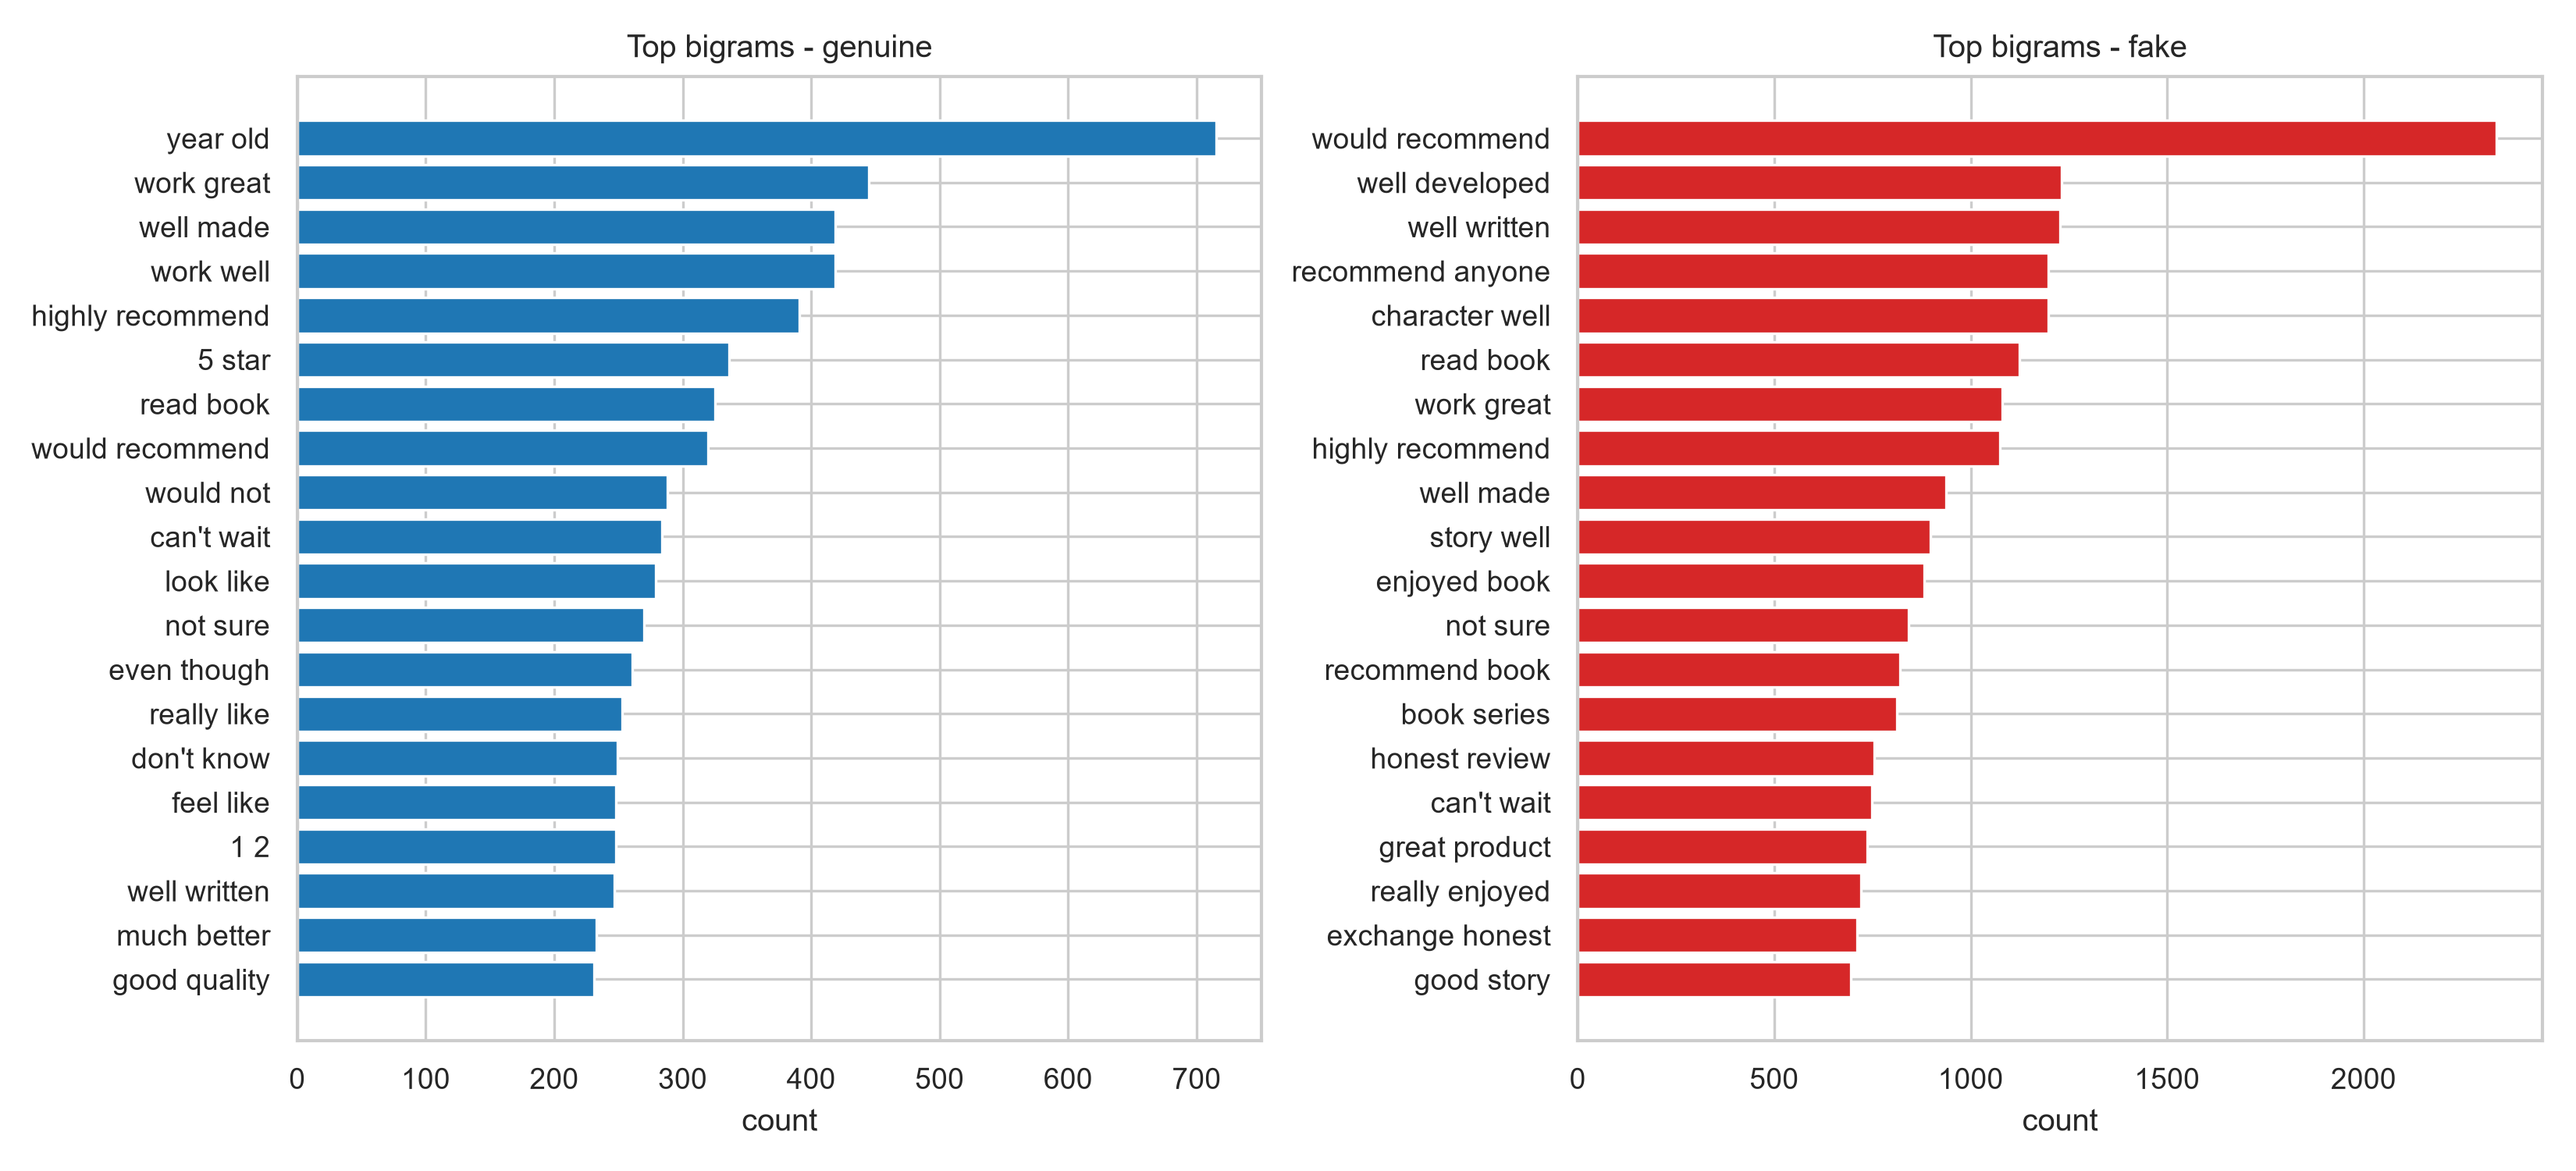 Top bigrams - genuine
year old
work great
well made
work well
highly recommend
5 star
read book
would recommend
would not
can't wait
look like
not sure
even though
really like
don't know
feel like
1 2
well written
much better
good quality
0 100 200 300 400 500 600 700
count
Top bigrams - fake
would recommend
well developed
well written
recommend anyone
character well
read book
work great
highly recommend
well made
story well
enjoyed book
not sure
recommend book
book series
honest review
can't wait
great product
really enjoyed
exchange honest
good story
0 500 1000 1500 2000
count